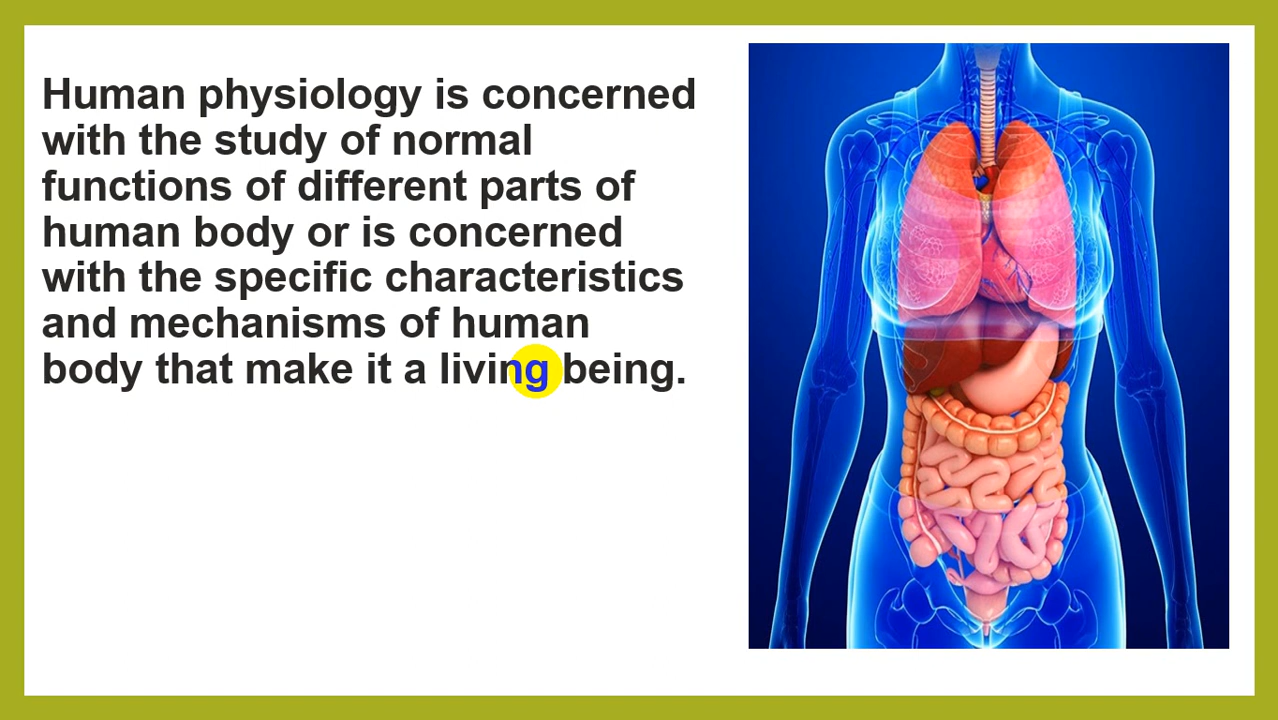 Human physiology is concerned
with the study of normal
functions of different parts of
human body or is concerned
with the specific characteristics
and mechanisms of human
body that make it a living being.